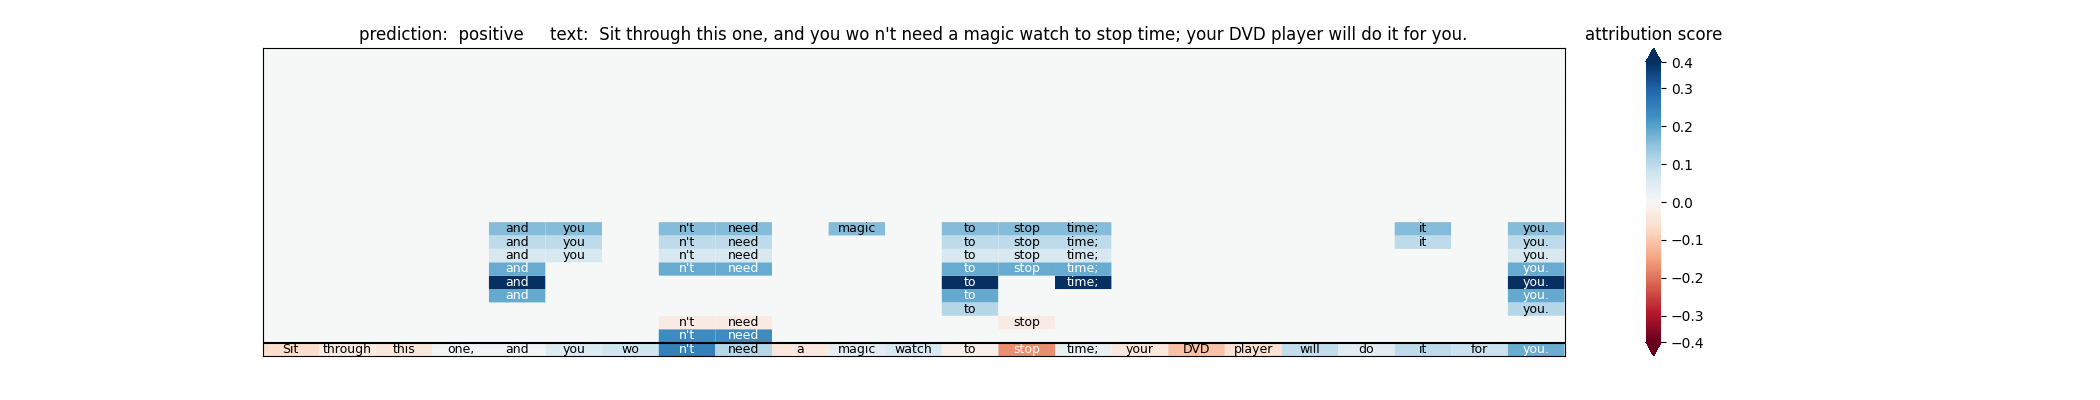 prediction:  positive     text:  Sit through this one, and you wo n't need a magic watch to stop time; your DVD player will do it for you.
attribution score
0.4
0.3
0.2
0.1
0.0
−0.1
−0.2
−0.3
−0.4
and you n't need magic to stop time; it you.
and you n't need to stop time; it you.
and you n't need to stop time; you.
and n't need to stop time; you.
and to time; you.
and to you.
to you.
n't need stop
n't need
Sit through this one, and you wo n't need a magic watch to stop time; your DVD player will do it for you.